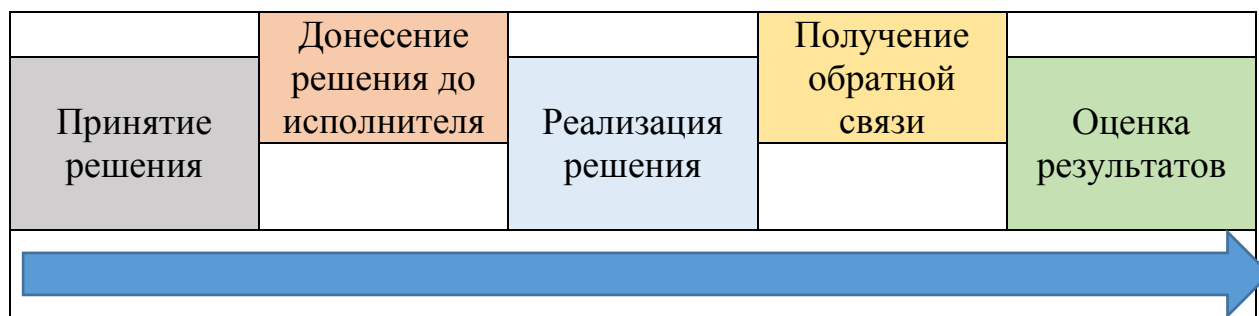 Принятие
решения
Донесение
решения до
исполнителя
Реализация
решения
Получение
обратной
связи
Оценка
результатов